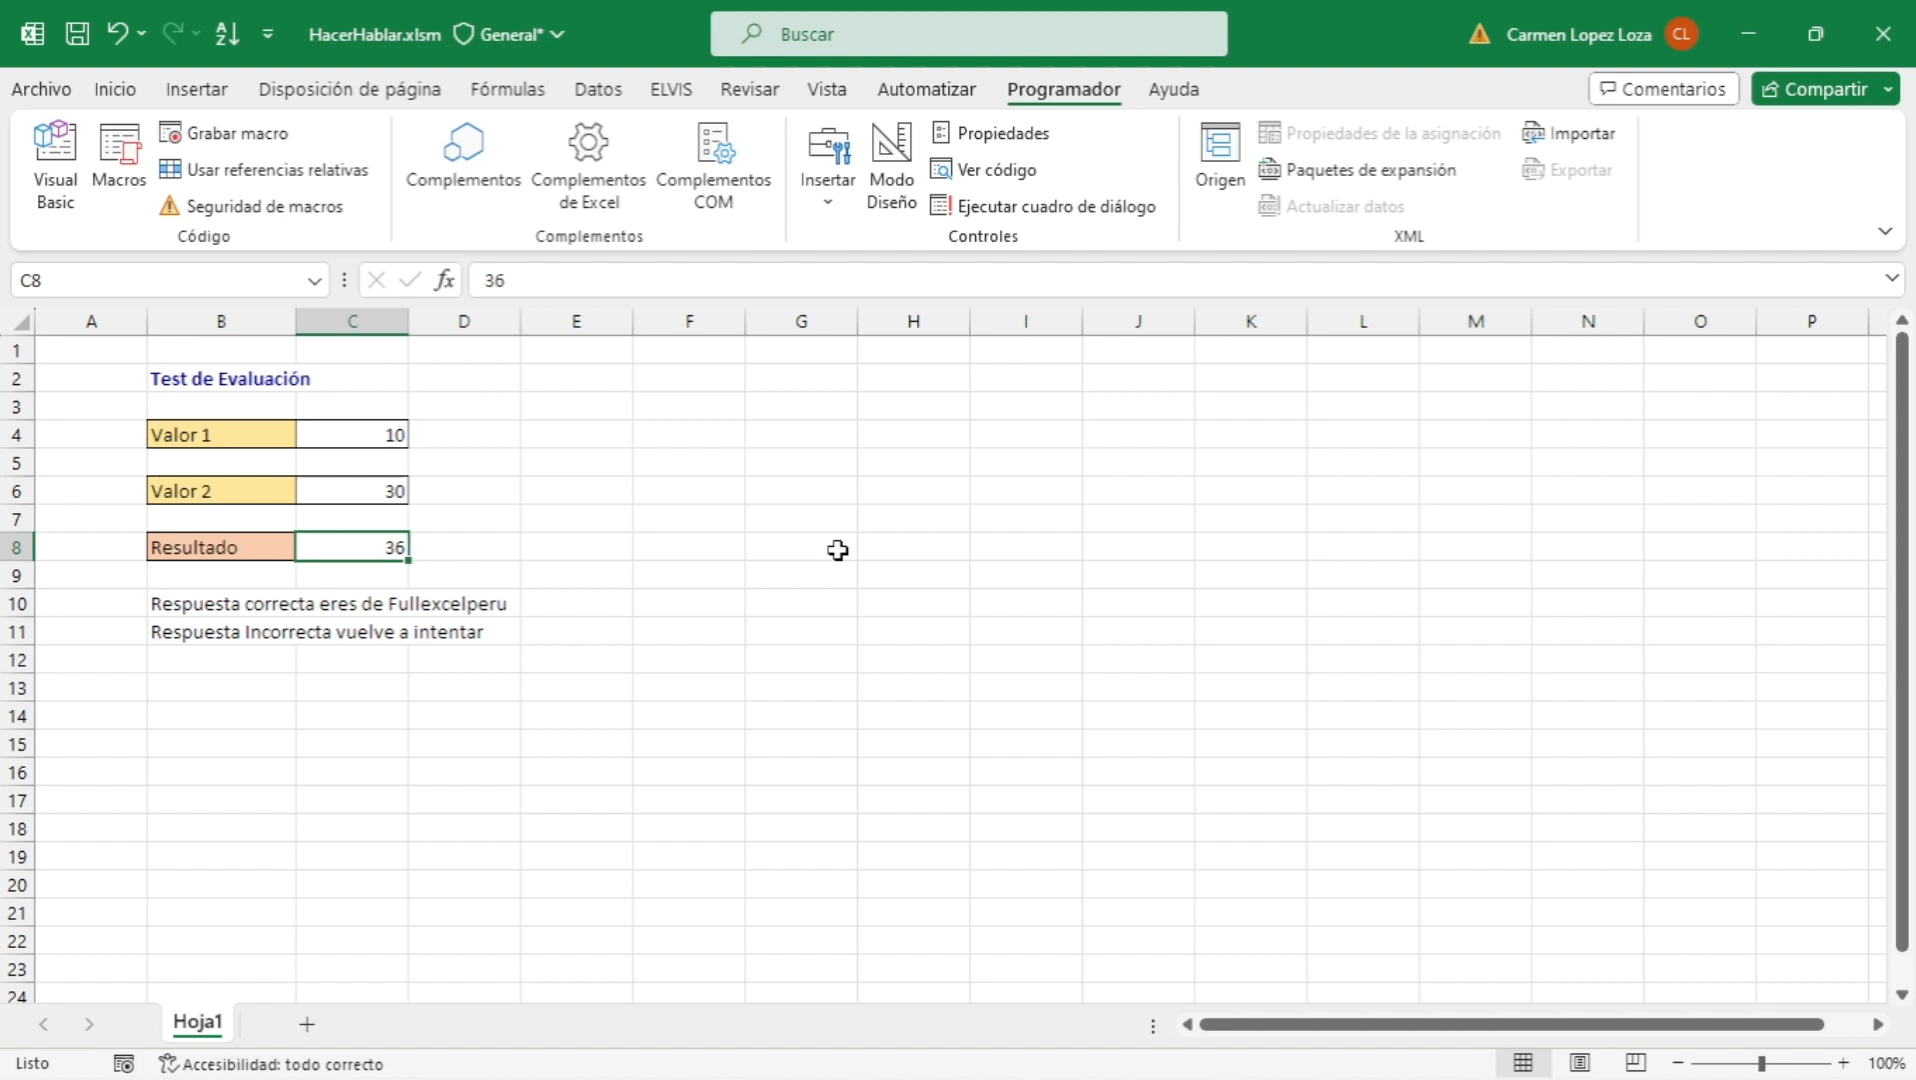 HacerHablar.xlsm General*
Buscar
Carmen Lopez Loza CL
Archivo Inicio Insertar Disposición de página Fórmulas Datos ELVIS Revisar Vista Automatizar Programador Ayuda
Comentarios Compartir
Visual Basic
Macros
Grabar macro
Usar referencias relativas
Seguridad de macros
Código
Complementos
Complementos de Excel
Complementos COM
Complementos
Insertar
Modo Diseño
Propiedades
Ver código
Ejecutar cuadro de diálogo
Controles
Origen
Propiedades de la asignación
Paquetes de expansión
Actualizar datos
Importar
Exportar
XML
C8 fx 36
A B C D E F G H I J K L M N O P
1
2 Test de Evaluación
3
4 Valor 1 10
5
6 Valor 2 30
7
8 Resultado 36
9
10 Respuesta correcta eres de Fullexcelperu
11 Respuesta Incorrecta vuelve a intentar
12
13
14
15
16
17
18
19
20
21
22
23
24
Hoja1
Listo Accesibilidad: todo correcto 100%